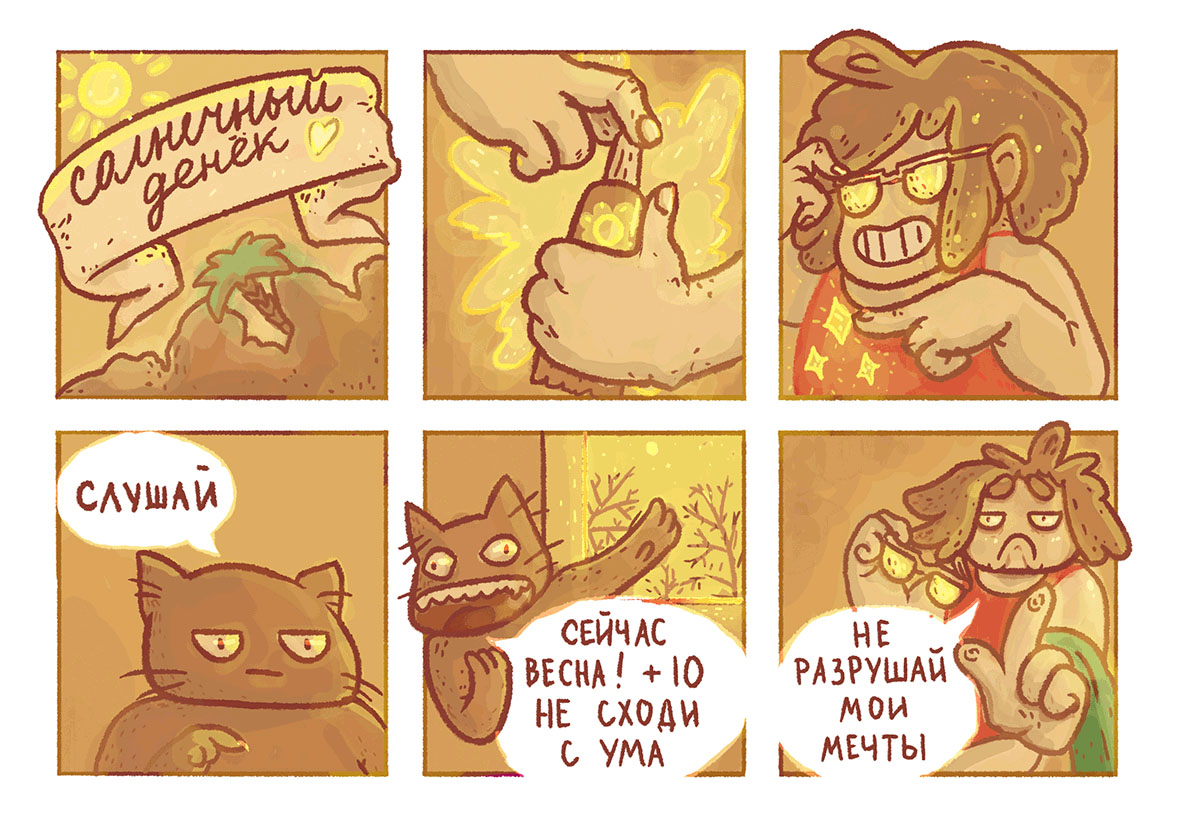 солнечный
денёк
СЛУШАЙ
СЕЙЧАС
ВЕСНА! +10
НЕ СХОДИ
С УМА
НЕ
РАЗРУШАЙ
МОИ
МЕЧТЫ